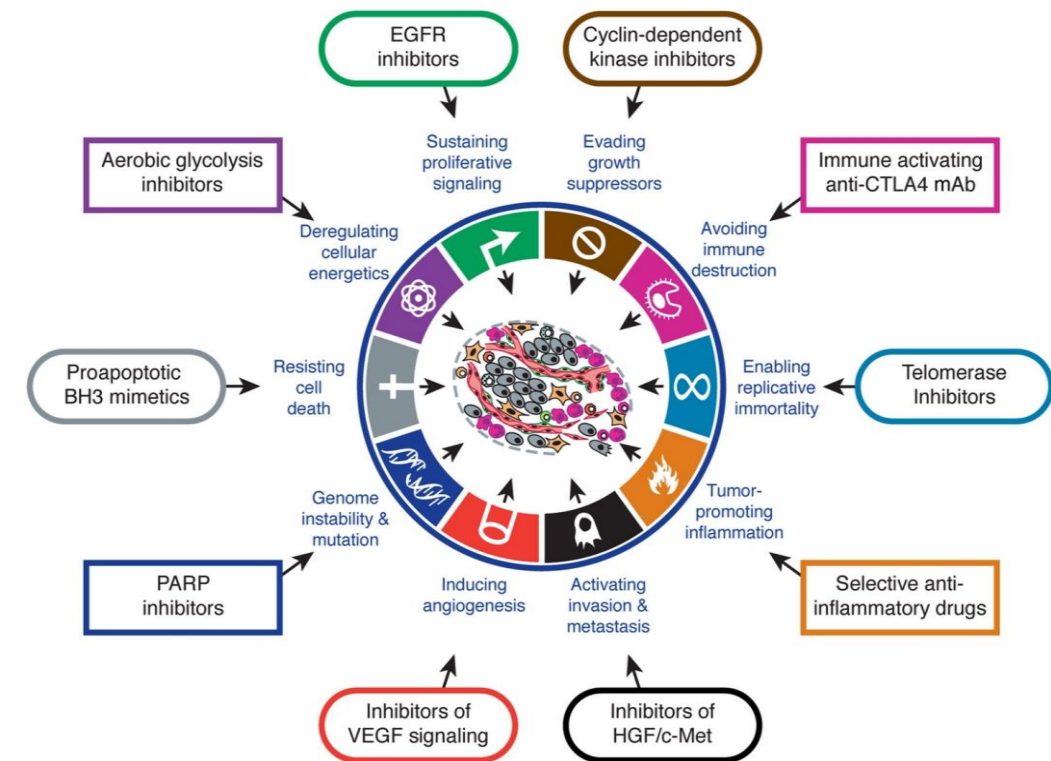 EGFR
inhibitors
Cyclin-dependent
kinase inhibitors
Sustaining
proliferative
signaling
Evading
growth
suppressors
Aerobic glycolysis
inhibitors
Immune activating
anti-CTLA4 mAb
Deregulating
cellular
energetics
Avoiding
immune
destruction
Proapoptotic
BH3 mimetics
Resisting
cell
death
Enabling
replicative
immortality
Telomerase
Inhibitors
Genome
instability &
mutation
Tumor-
promoting
inflammation
PARP
inhibitors
Inducing
angiogenesis
Activating
invasion &
metastasis
Selective anti-
inflammatory drugs
Inhibitors of
VEGF signaling
Inhibitors of
HGF/c-Met